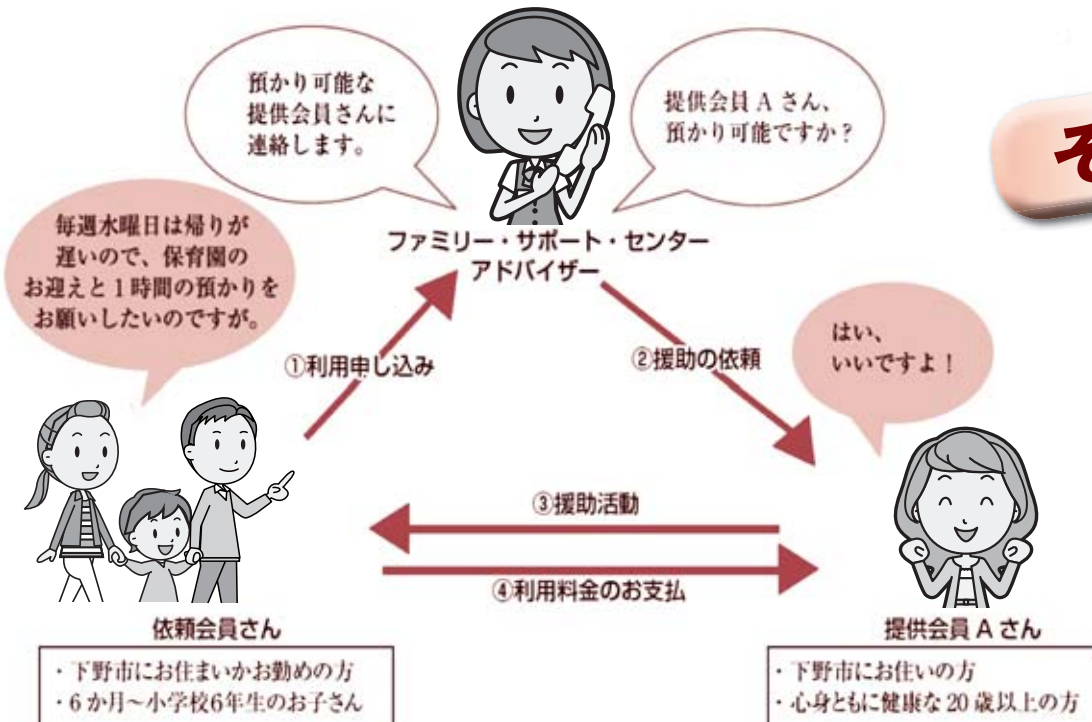 預かり可能な
提供会員さんに
連絡します。
提供会員 A さん、
預かり可能ですか？
そ
毎週水曜日は帰りが
遅いので、保育園の
お迎えと１時間の預かりを
お願いしたいのですが。
ファミリー・サポート・センター
アドバイザー
はい、
いいですよ！
①利用申し込み
②援助の依頼
③援助活動
④利用料金のお支払
依頼会員さん
・下野市にお住まいかお勤めの方
・6 か月～小学校6年生のお子さん
提供会員 A さん
・下野市にお住いの方
・心身ともに健康な 20 歳以上の方